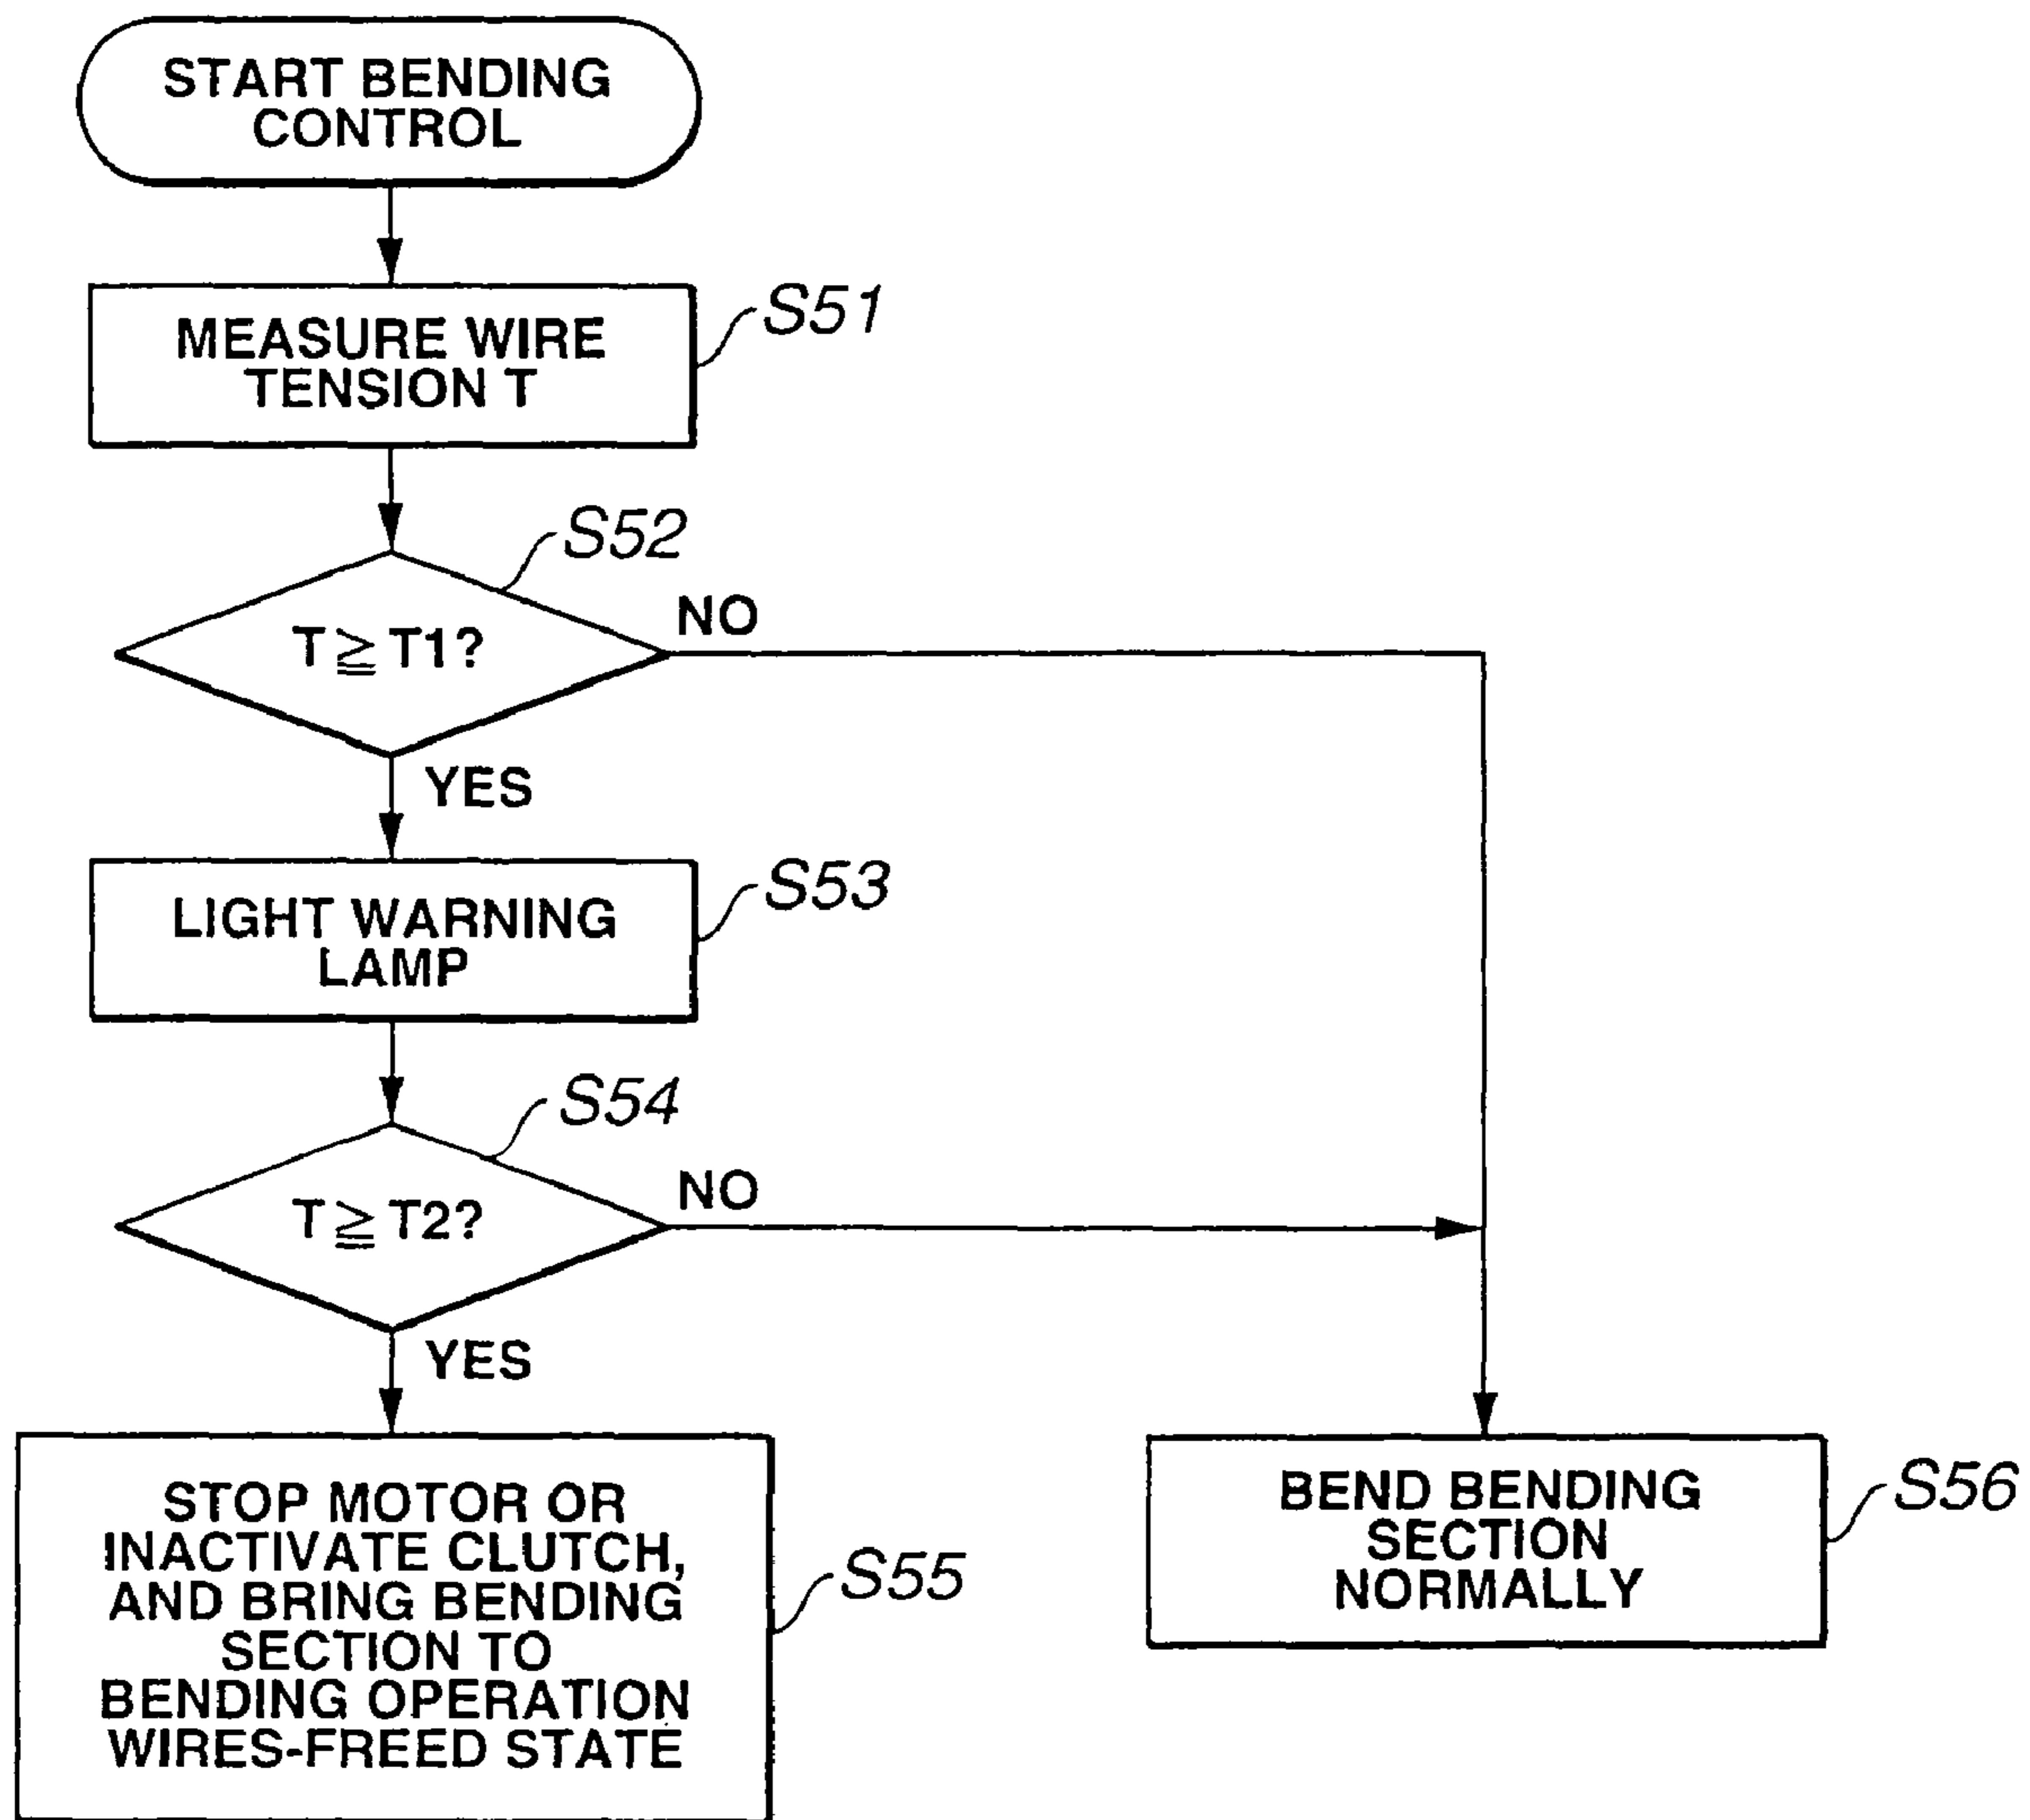 START BENDING
CONTROL
MEASURE WIRE
TENSION T
S51
S52
T ≧ T1?
NO
YES
LIGHT WARNING
LAMP
S53
S54
T ≧ T2?
NO
YES
STOP MOTOR OR
INACTIVATE CLUTCH,
AND BRING BENDING
SECTION TO
BENDING OPERATION
WIRES-FREED STATE
S55
BEND BENDING
SECTION
NORMALLY
S56